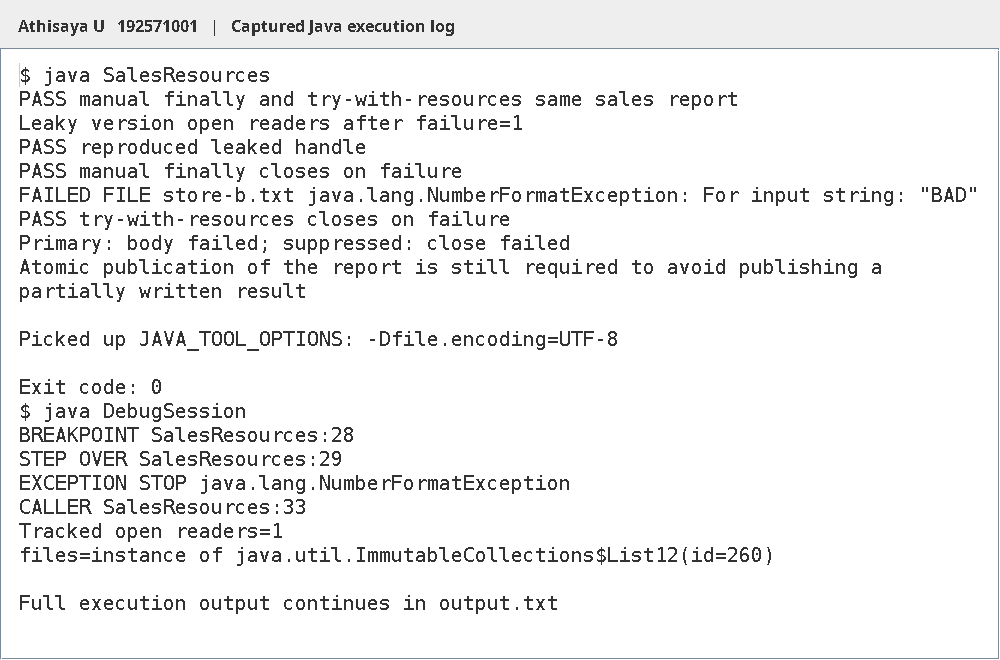 Athisaya U 192571001 | Captured Java execution log
$ java SalesResources
PASS manual finally and try-with-resources same sales report
Leaky version open readers after failure=1
PASS reproduced leaked handle
PASS manual finally closes on failure
FAILED FILE store-b.txt java.lang.NumberFormatException: For input string: "BAD"
PASS try-with-resources closes on failure
Primary: body failed; suppressed: close failed
Atomic publication of the report is still required to avoid publishing a
partially written result
Picked up JAVA_TOOL_OPTIONS: -Dfile.encoding=UTF-8
Exit code: 0
$ java DebugSession
BREAKPOINT SalesResources:28
STEP OVER SalesResources:29
EXCEPTION STOP java.lang.NumberFormatException
CALLER SalesResources:33
Tracked open readers=1
files=instance of java.util.ImmutableCollections$List12(id=260)
Full execution output continues in output.txt